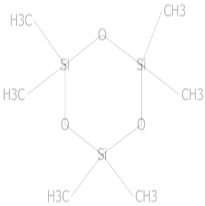 H3C CH3
O
Si Si
H3C CH3
O O
Si
H3C CH3